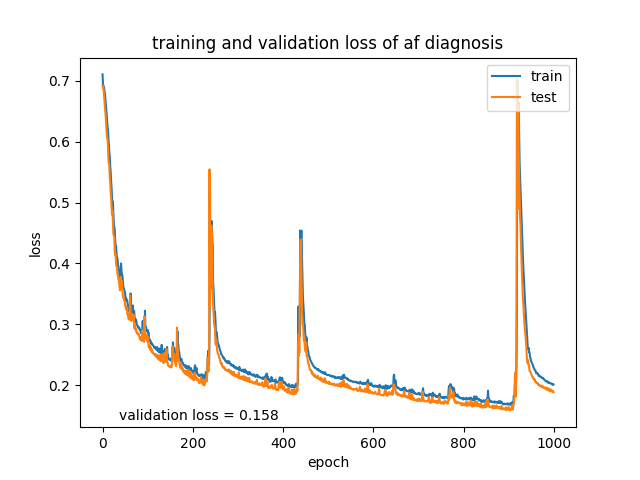 training and validation loss of af diagnosis
train
test
0.7
0.6
0.5
0.4
0.3
0.2
loss
validation loss = 0.158
0 200 400 600 800 1000
epoch